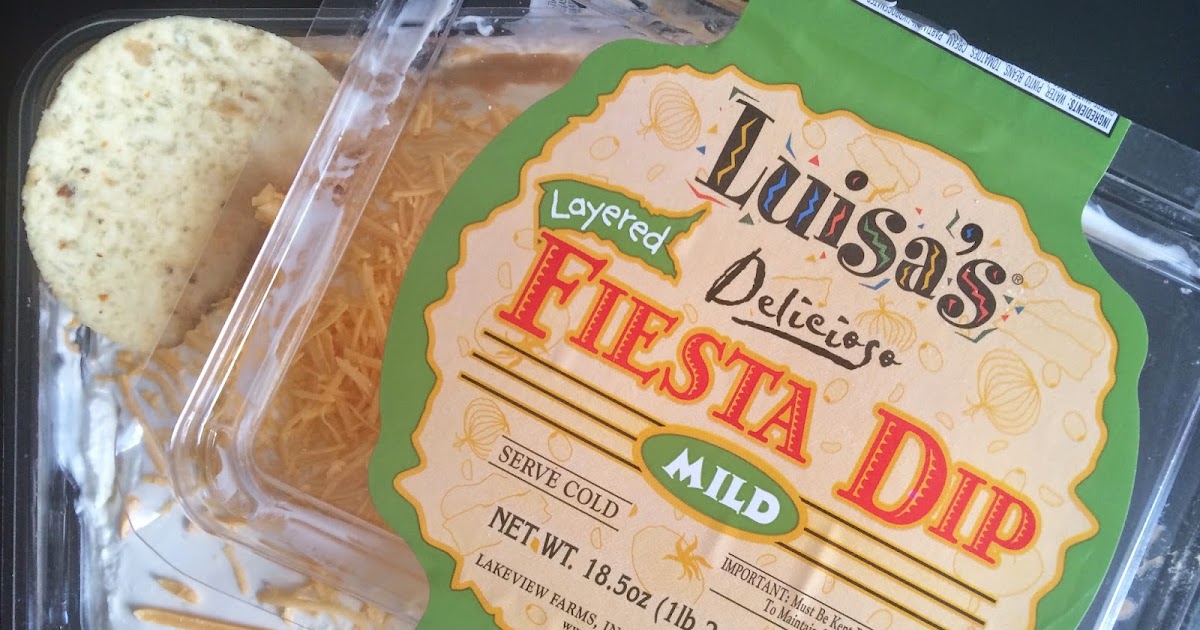 INGREDIENTS: WATER, PINTO BEANS, TOMATOES, CREAM,
Luisa's®
Layered
Delicioso
FIESTA DIP
MILD
SERVE COLD
NET WT. 18.5oz (1lb 2
LAKEVIEW FARMS, IN
IMPORTANT: Must Be Kept
To Maintain